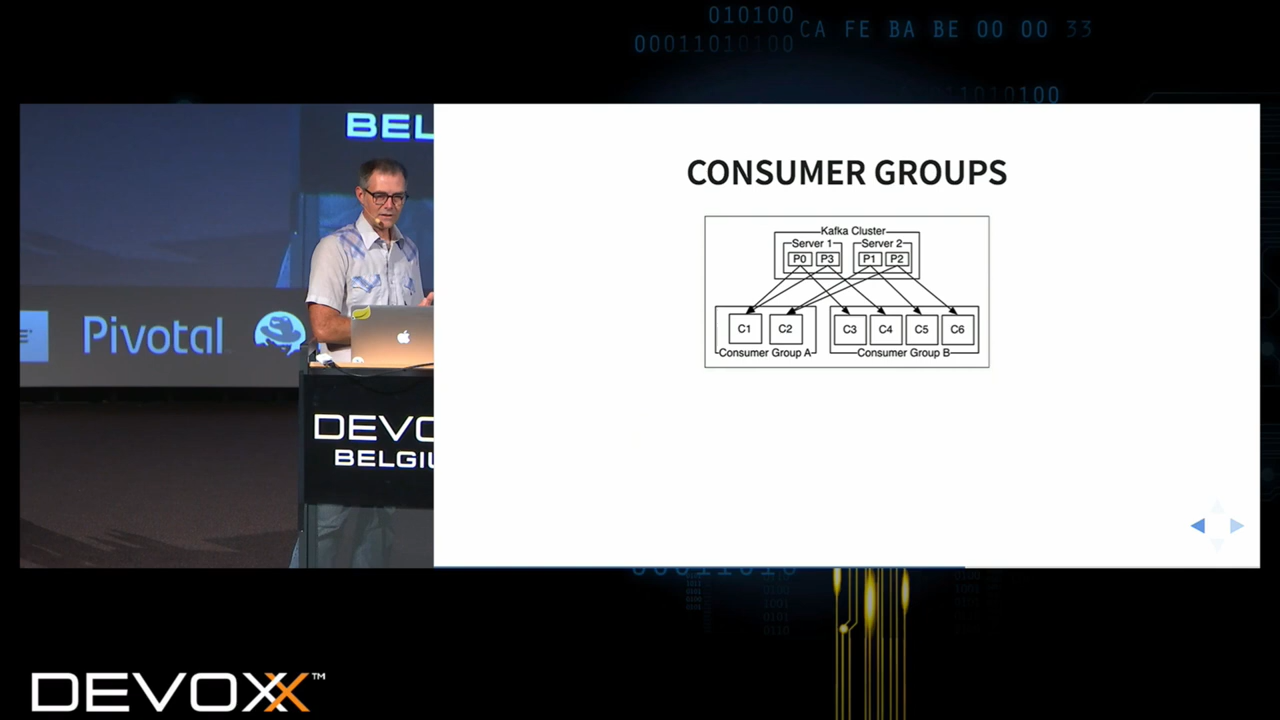 010100
00011010100
CA FE BA BE 00 00 33
1010100
BEL
Pivotal
DEVO
BELGIU
CONSUMER GROUPS
Kafka Cluster
Server 1
Server 2
P0
P3
P1
P2
C1
C2
C3
C4
C5
C6
Consumer Group A
Consumer Group B
DEVOXX™